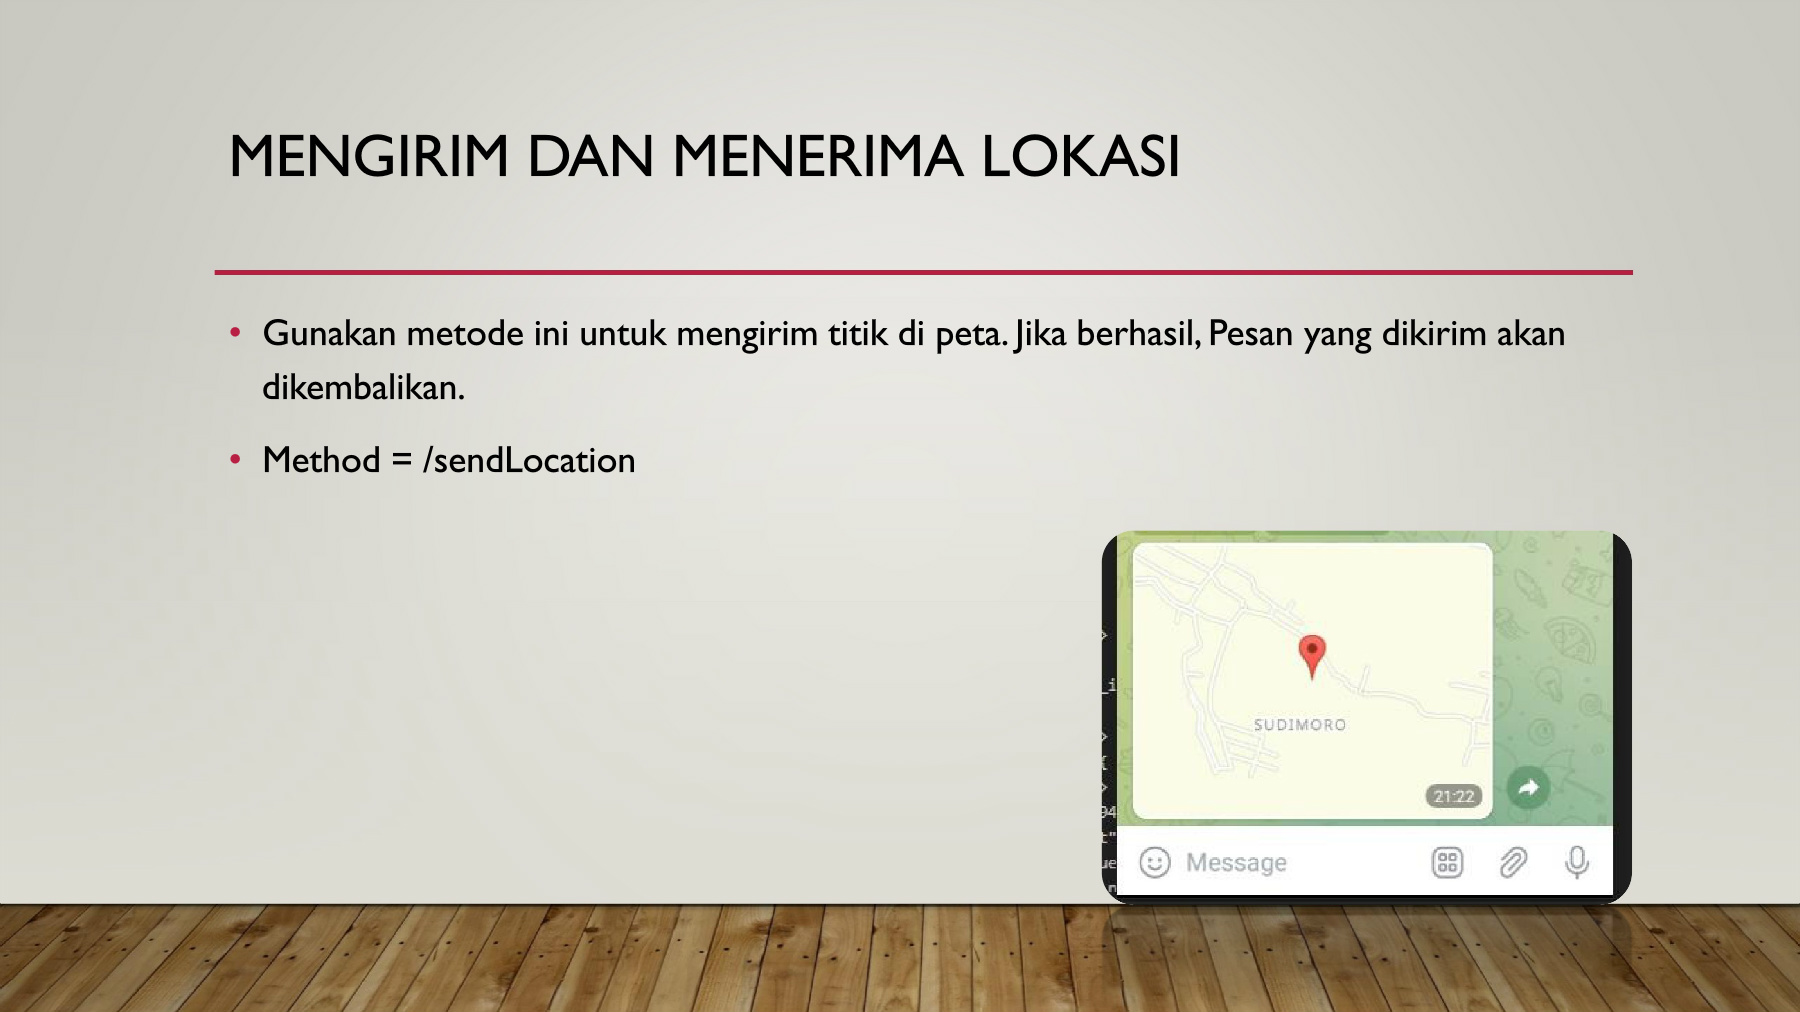 MENGIRIM DAN MENERIMA LOKASI
• Gunakan metode ini untuk mengirim titik di peta. Jika berhasil, Pesan yang dikirim akan
dikembalikan.
• Method = /sendLocation
SUDIMORO
21:22
Message